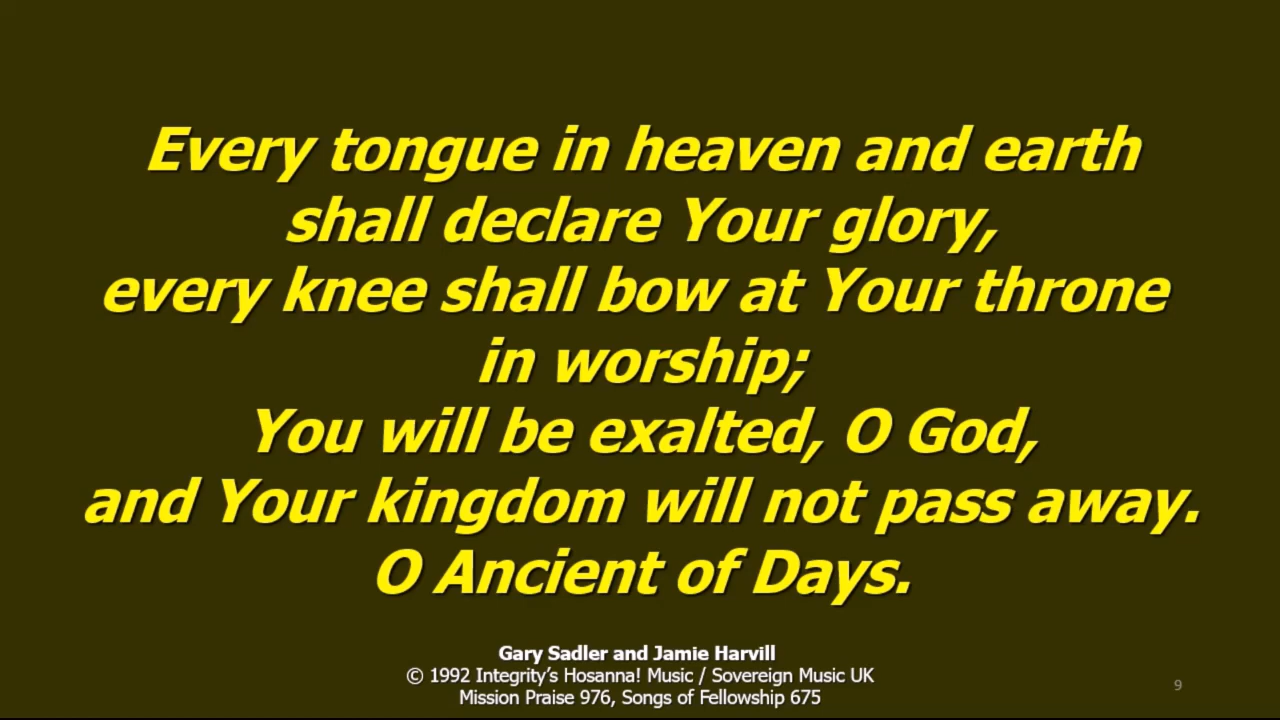 Every tongue in heaven and earth
shall declare Your glory,
every knee shall bow at Your throne
in worship;
You will be exalted, O God,
and Your kingdom will not pass away.
O Ancient of Days.
Gary Sadler and Jamie Harvill
© 1992 Integrity’s Hosanna! Music / Sovereign Music UK
Mission Praise 976, Songs of Fellowship 675
9